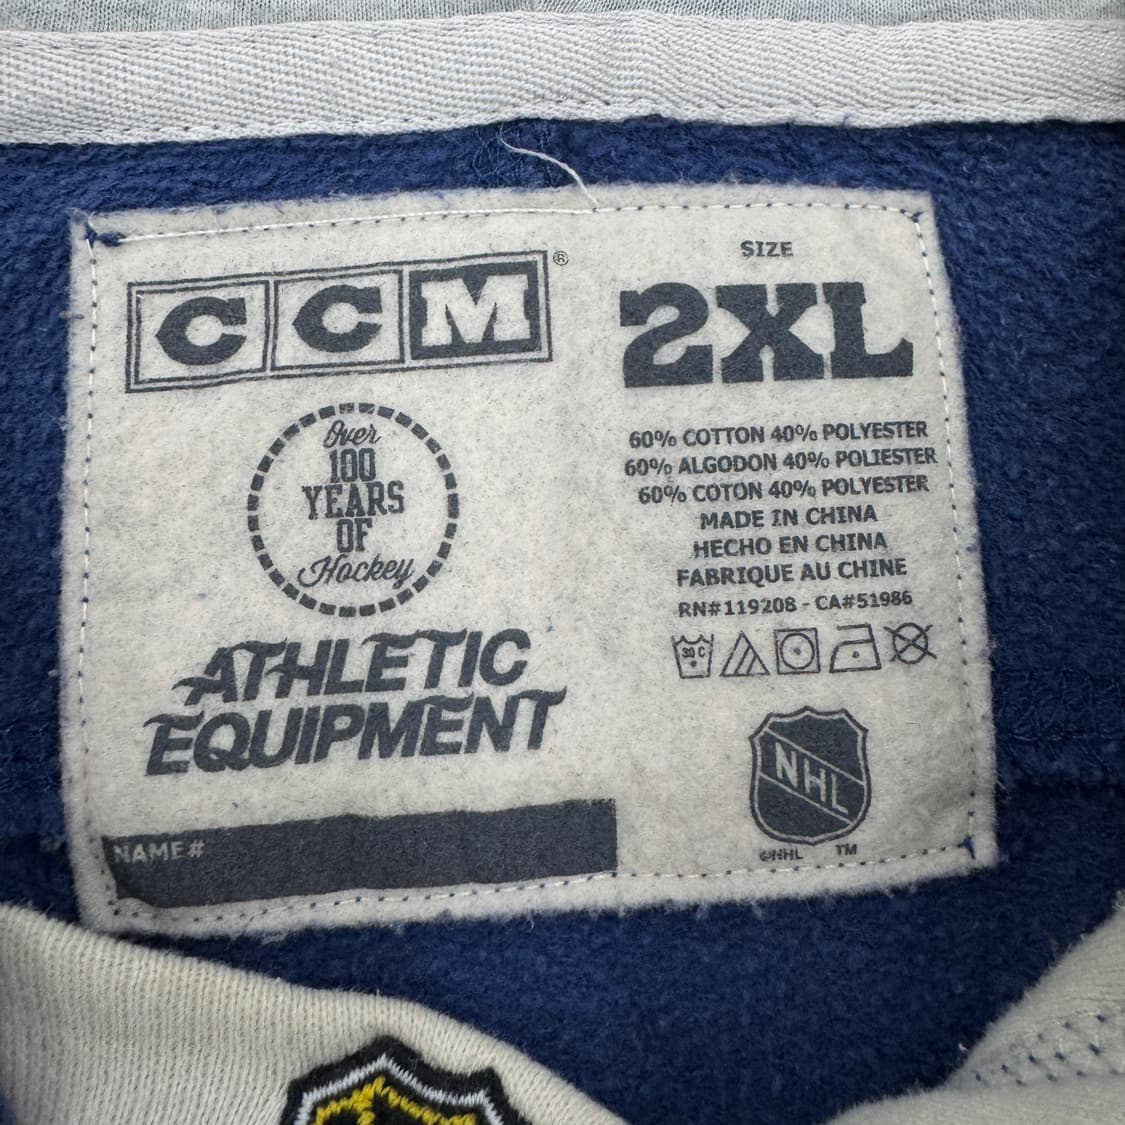 CCM®
Over
100
YEARS
OF
Hockey
ATHLETIC
EQUIPMENT
NAME#
SIZE
2XL
60% COTTON 40% POLYESTER
60% ALGODON 40% POLIESTER
60% COTON 40% POLYESTER
MADE IN CHINA
HECHO EN CHINA
FABRIQUE AU CHINE
RN#119208 - CA#51986
30 C
NHL
©NHL TM